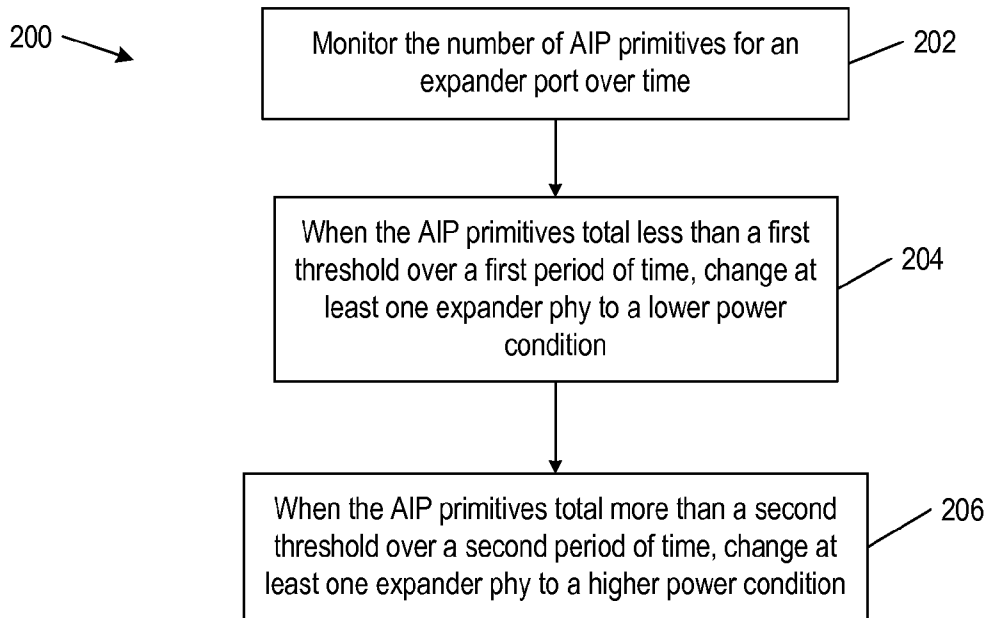 200
Monitor the number of AIP primitives for an
expander port over time
202
When the AIP primitives total less than a first
threshold over a first period of time, change at
least one expander phy to a lower power
condition
204
When the AIP primitives total more than a second
threshold over a second period of time, change at
least one expander phy to a higher power condition
206